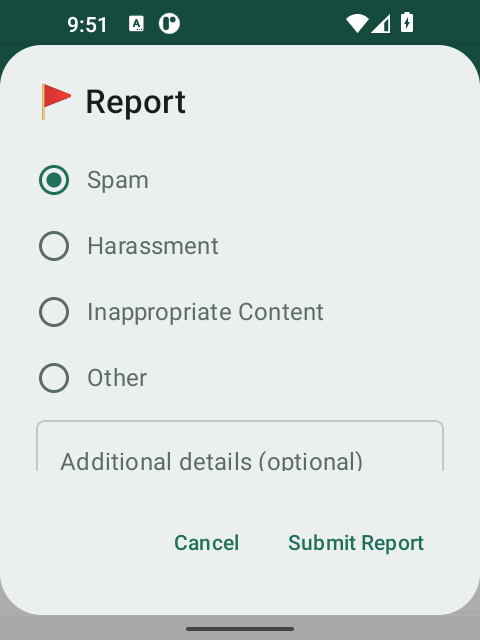 9:51
Report
Spam
Harassment
Inappropriate Content
Other
Additional details (optional)
Cancel
Submit Report